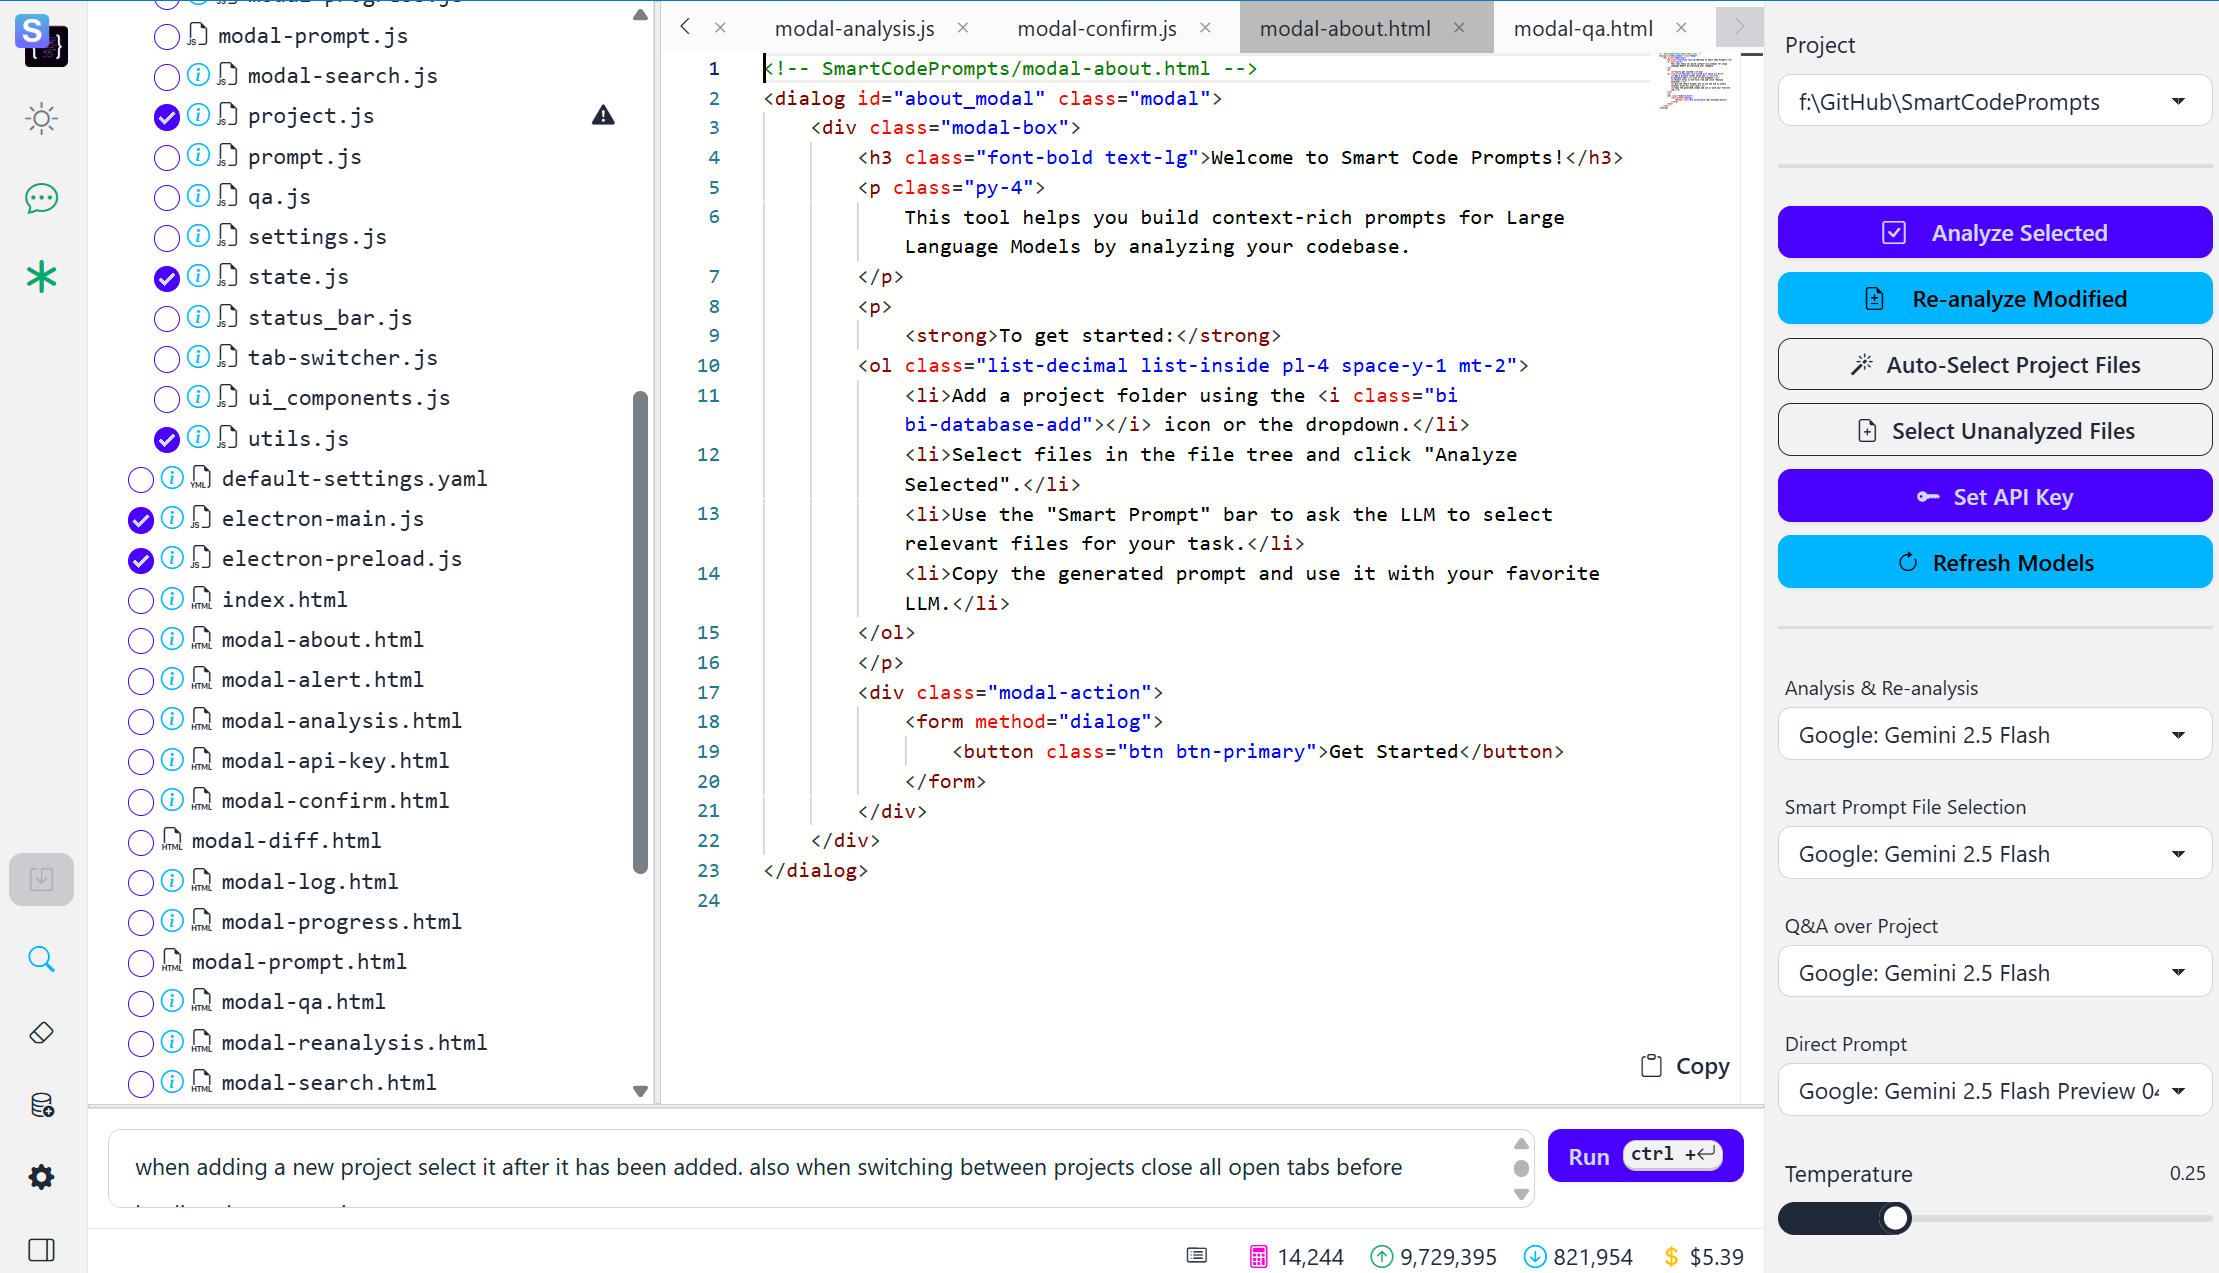 S
{ }
modal-prompt.js
modal-search.js
project.js
prompt.js
qa.js
settings.js
state.js
status_bar.js
tab-switcher.js
ui_components.js
utils.js
default-settings.yaml
electron-main.js
electron-preload.js
index.html
modal-about.html
modal-alert.html
modal-analysis.html
modal-api-key.html
modal-confirm.html
modal-diff.html
modal-log.html
modal-progress.html
modal-prompt.html
modal-qa.html
modal-reanalysis.html
modal-search.html
modal-analysis.js
modal-confirm.js
modal-about.html
modal-qa.html
1 <!-- SmartCodePrompts/modal-about.html -->
2 <dialog id="about_modal" class="modal">
3 <div class="modal-box">
4 <h3 class="font-bold text-lg">Welcome to Smart Code Prompts!</h3>
5 <p class="py-4">
6 This tool helps you build context-rich prompts for Large
Language Models by analyzing your codebase.
7 </p>
8 <p>
9 <strong>To get started:</strong>
10 <ol class="list-decimal list-inside pl-4 space-y-1 mt-2">
11 <li>Add a project folder using the <i class="bi
bi-database-add"></i> icon or the dropdown.</li>
12 <li>Select files in the file tree and click "Analyze
Selected".</li>
13 <li>Use the "Smart Prompt" bar to ask the LLM to select
relevant files for your task.</li>
14 <li>Copy the generated prompt and use it with your favorite
LLM.</li>
15 </ol>
16 </p>
17 <div class="modal-action">
18 <form method="dialog">
19 <button class="btn btn-primary">Get Started</button>
20 </form>
21 </div>
22 </div>
23 </dialog>
24
Copy
when adding a new project select it after it has been added. also when switching between projects close all open tabs before
Run ctrl +↵
14,244
9,729,395
821,954
$ $5.39
Project
f:\GitHub\SmartCodePrompts
Analyze Selected
Re-analyze Modified
Auto-Select Project Files
Select Unanalyzed Files
Set API Key
Refresh Models
Analysis & Re-analysis
Google: Gemini 2.5 Flash
Smart Prompt File Selection
Google: Gemini 2.5 Flash
Q&A over Project
Google: Gemini 2.5 Flash
Direct Prompt
Google: Gemini 2.5 Flash Preview 04
Temperature 0.25